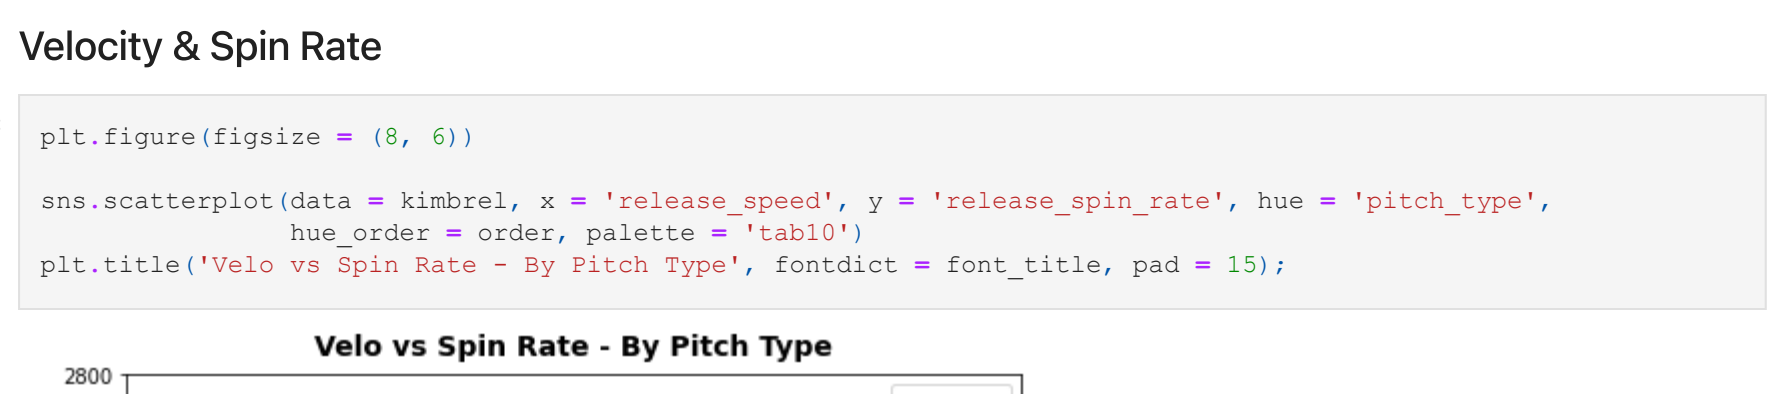 Velocity & Spin Rate
plt.figure(figsize = (8, 6))
sns.scatterplot(data = kimbrel, x = 'release_speed', y = 'release_spin_rate', hue = 'pitch_type',
hue_order = order, palette = 'tab10')
plt.title('Velo vs Spin Rate - By Pitch Type', fontdict = font_title, pad = 15);
Velo vs Spin Rate - By Pitch Type
2800